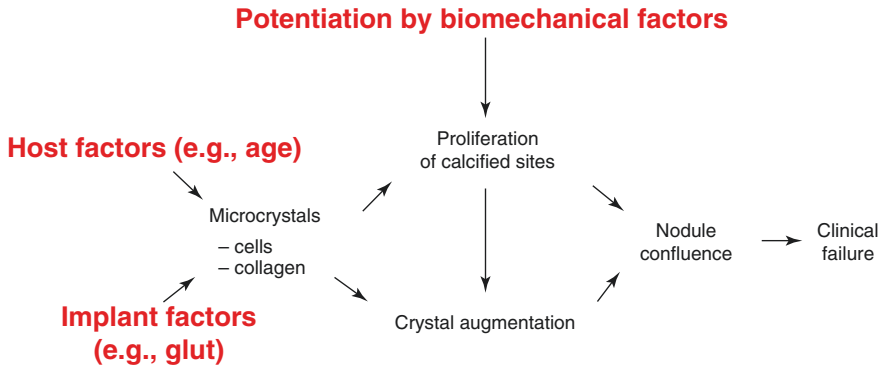 Potentiation by biomechanical factors
Host factors (e.g., age)
Proliferation
of calcified sites
Microcrystals
– cells
– collagen
Nodule
confluence
Clinical
failure
Implant factors
(e.g., glut)
Crystal augmentation